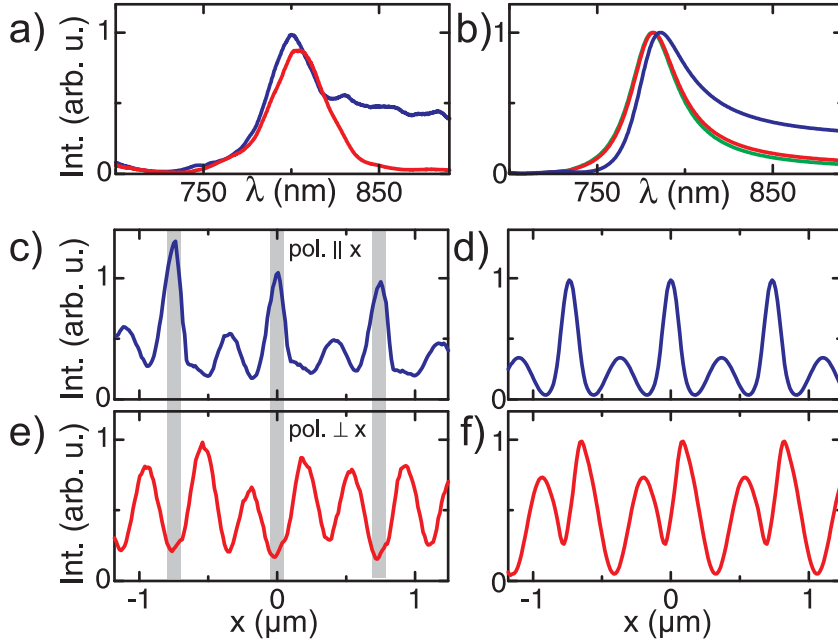 a)
b)
Int. (arb. u.)
1
0
1
0
750
λ (nm)
850
750
λ (nm)
850
c)
pol. || x
d)
Int. (arb. u.)
1
0
1
0
e)
pol. ⊥ x
f)
Int. (arb. u.)
1
0
1
0
-1
0
1
-1
0
1
x (µm)
x (µm)